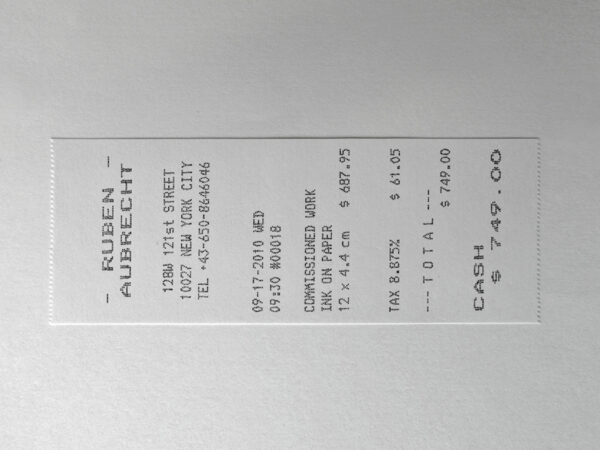 - RUBEN -
AUBRECHT
128W 121st STREET
10027 NEW YORK CITY
TEL +43-650-8646046
09-17-2010 WED
09:30 #00018
COMMISSIONED WORK
INK ON PAPER
12 x 4.4 cm $ 687.95
TAX 8.875% $ 61.05
---TOTAL---
$ 749.00
CASH
$ 749.00